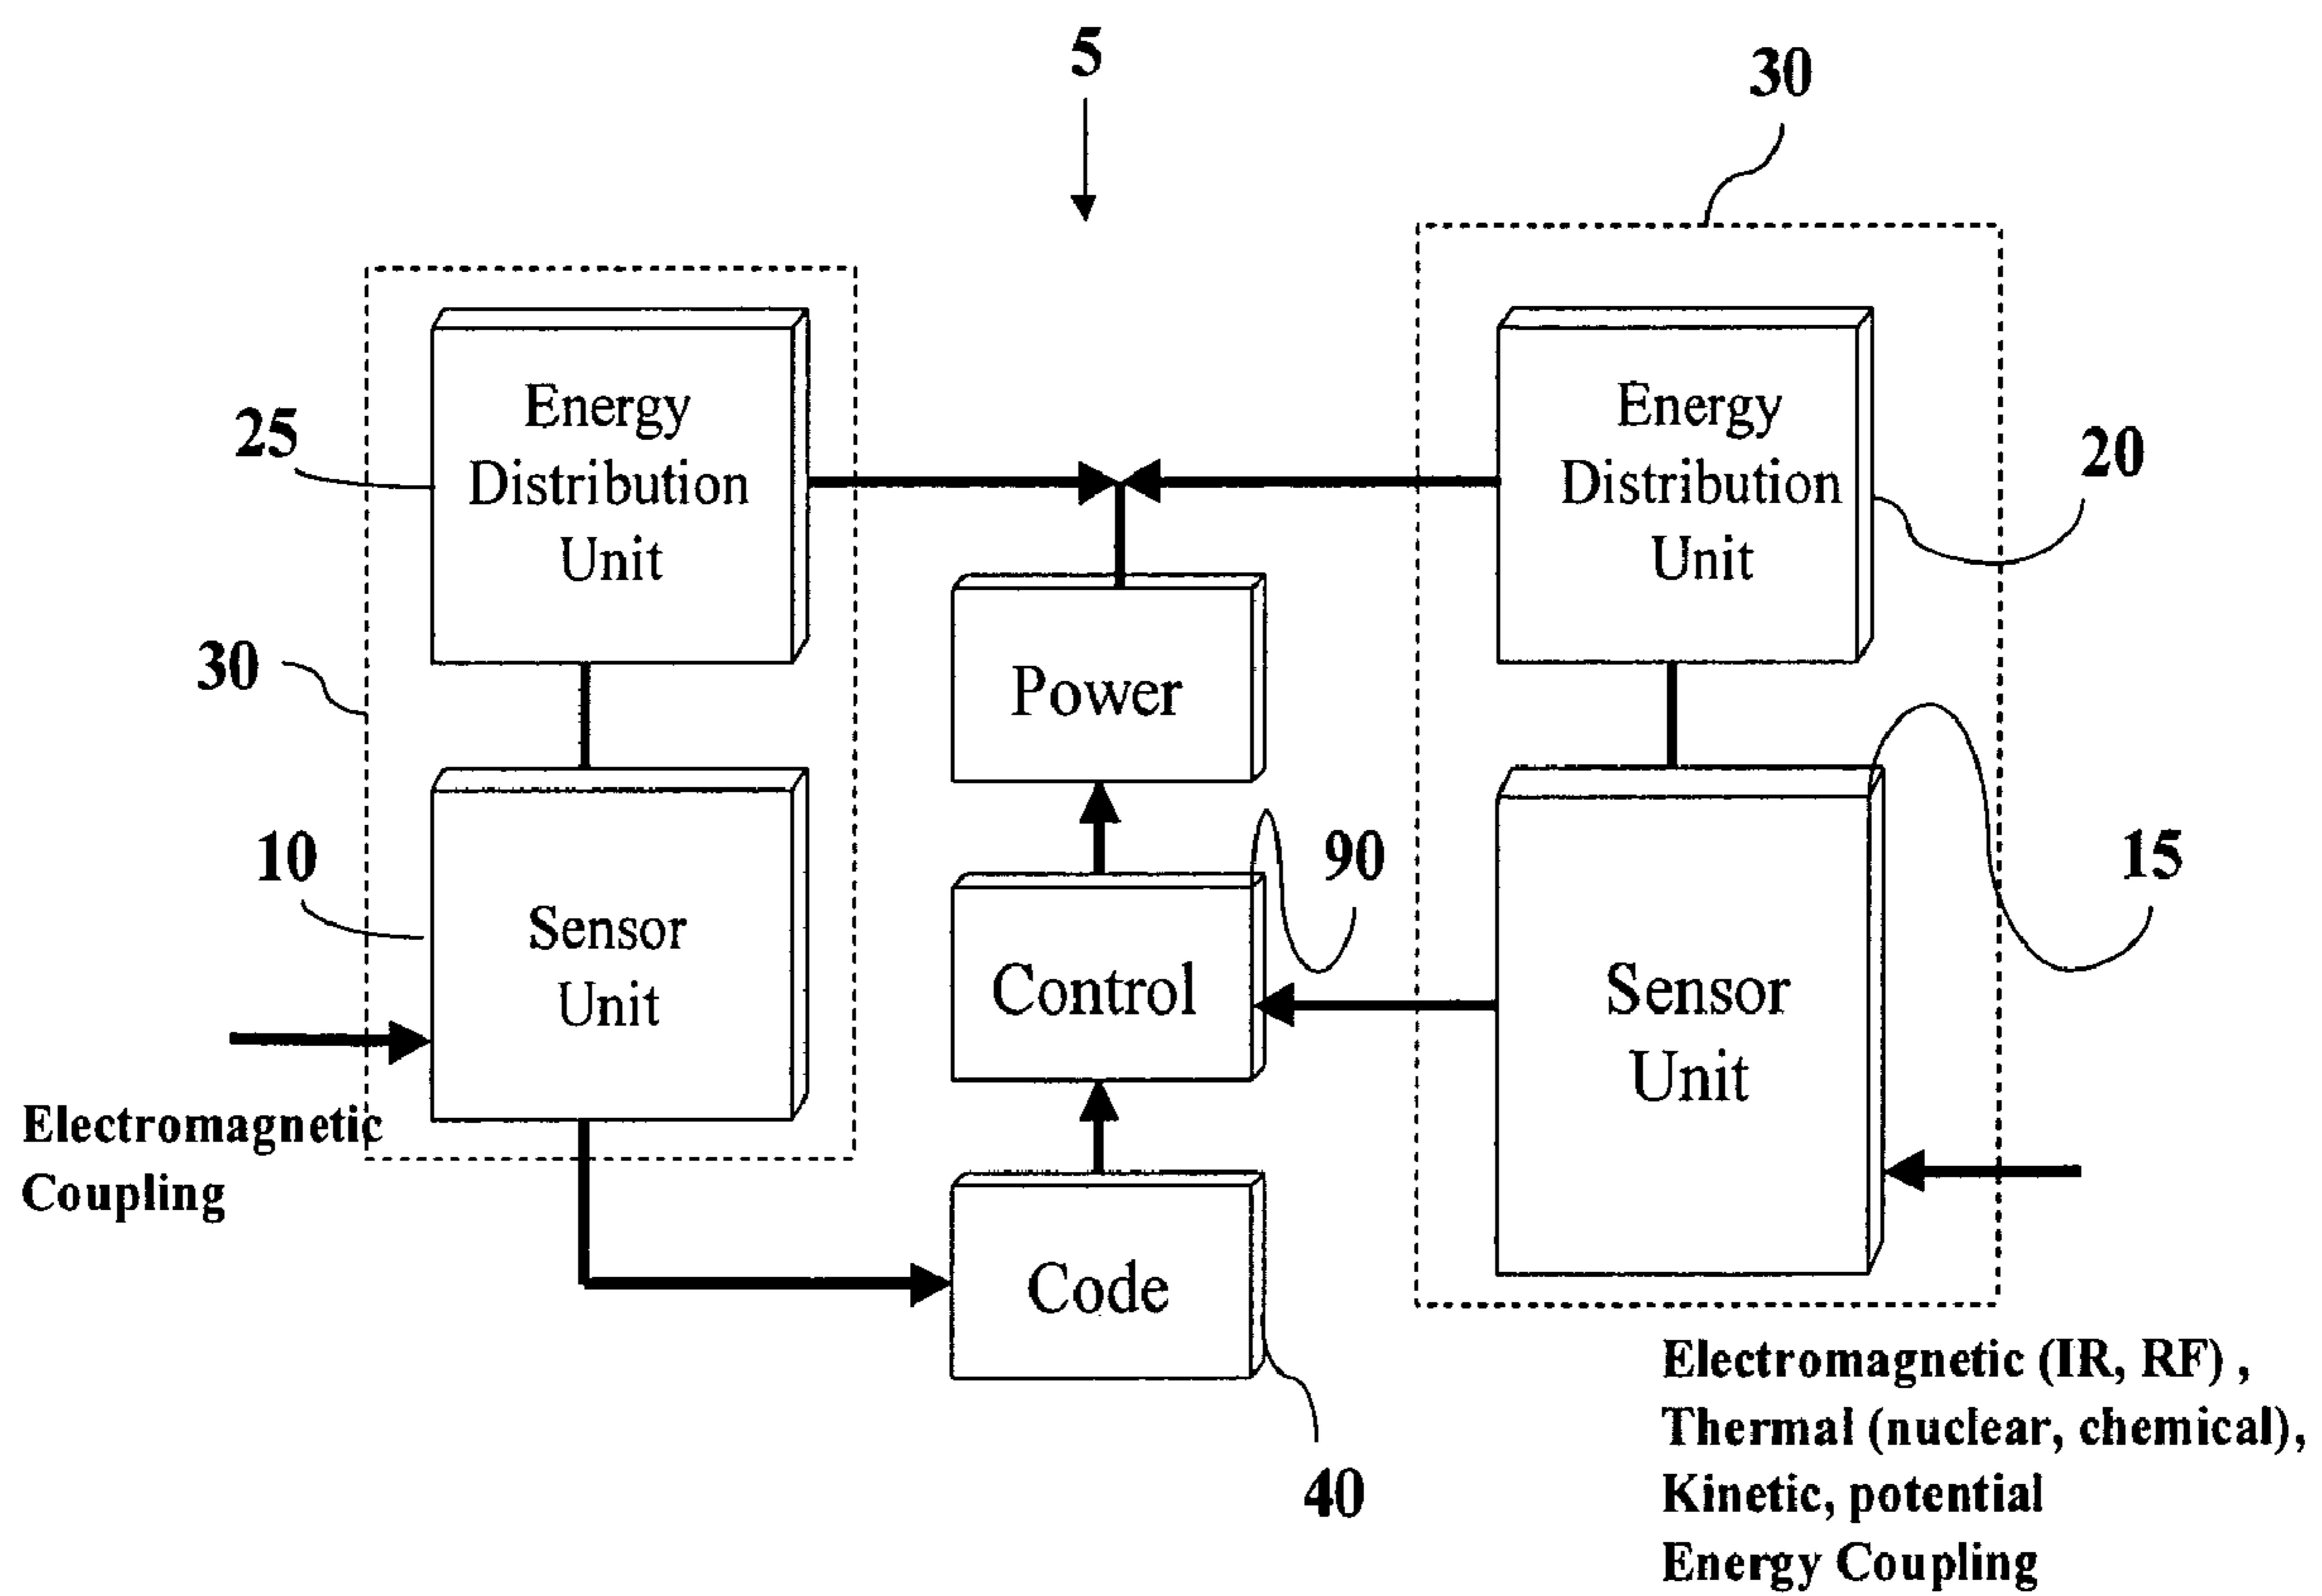 5
30
Energy
Distribution
Unit
25
Energy
Distribution
Unit
20
30
Power
10
Sensor
Unit
90
Control
15
Sensor
Unit
Electromagnetic
Coupling
Code
40
Electromagnetic (IR, RF) ,
Thermal (nuclear, chemical),
Kinetic, potential
Energy Coupling